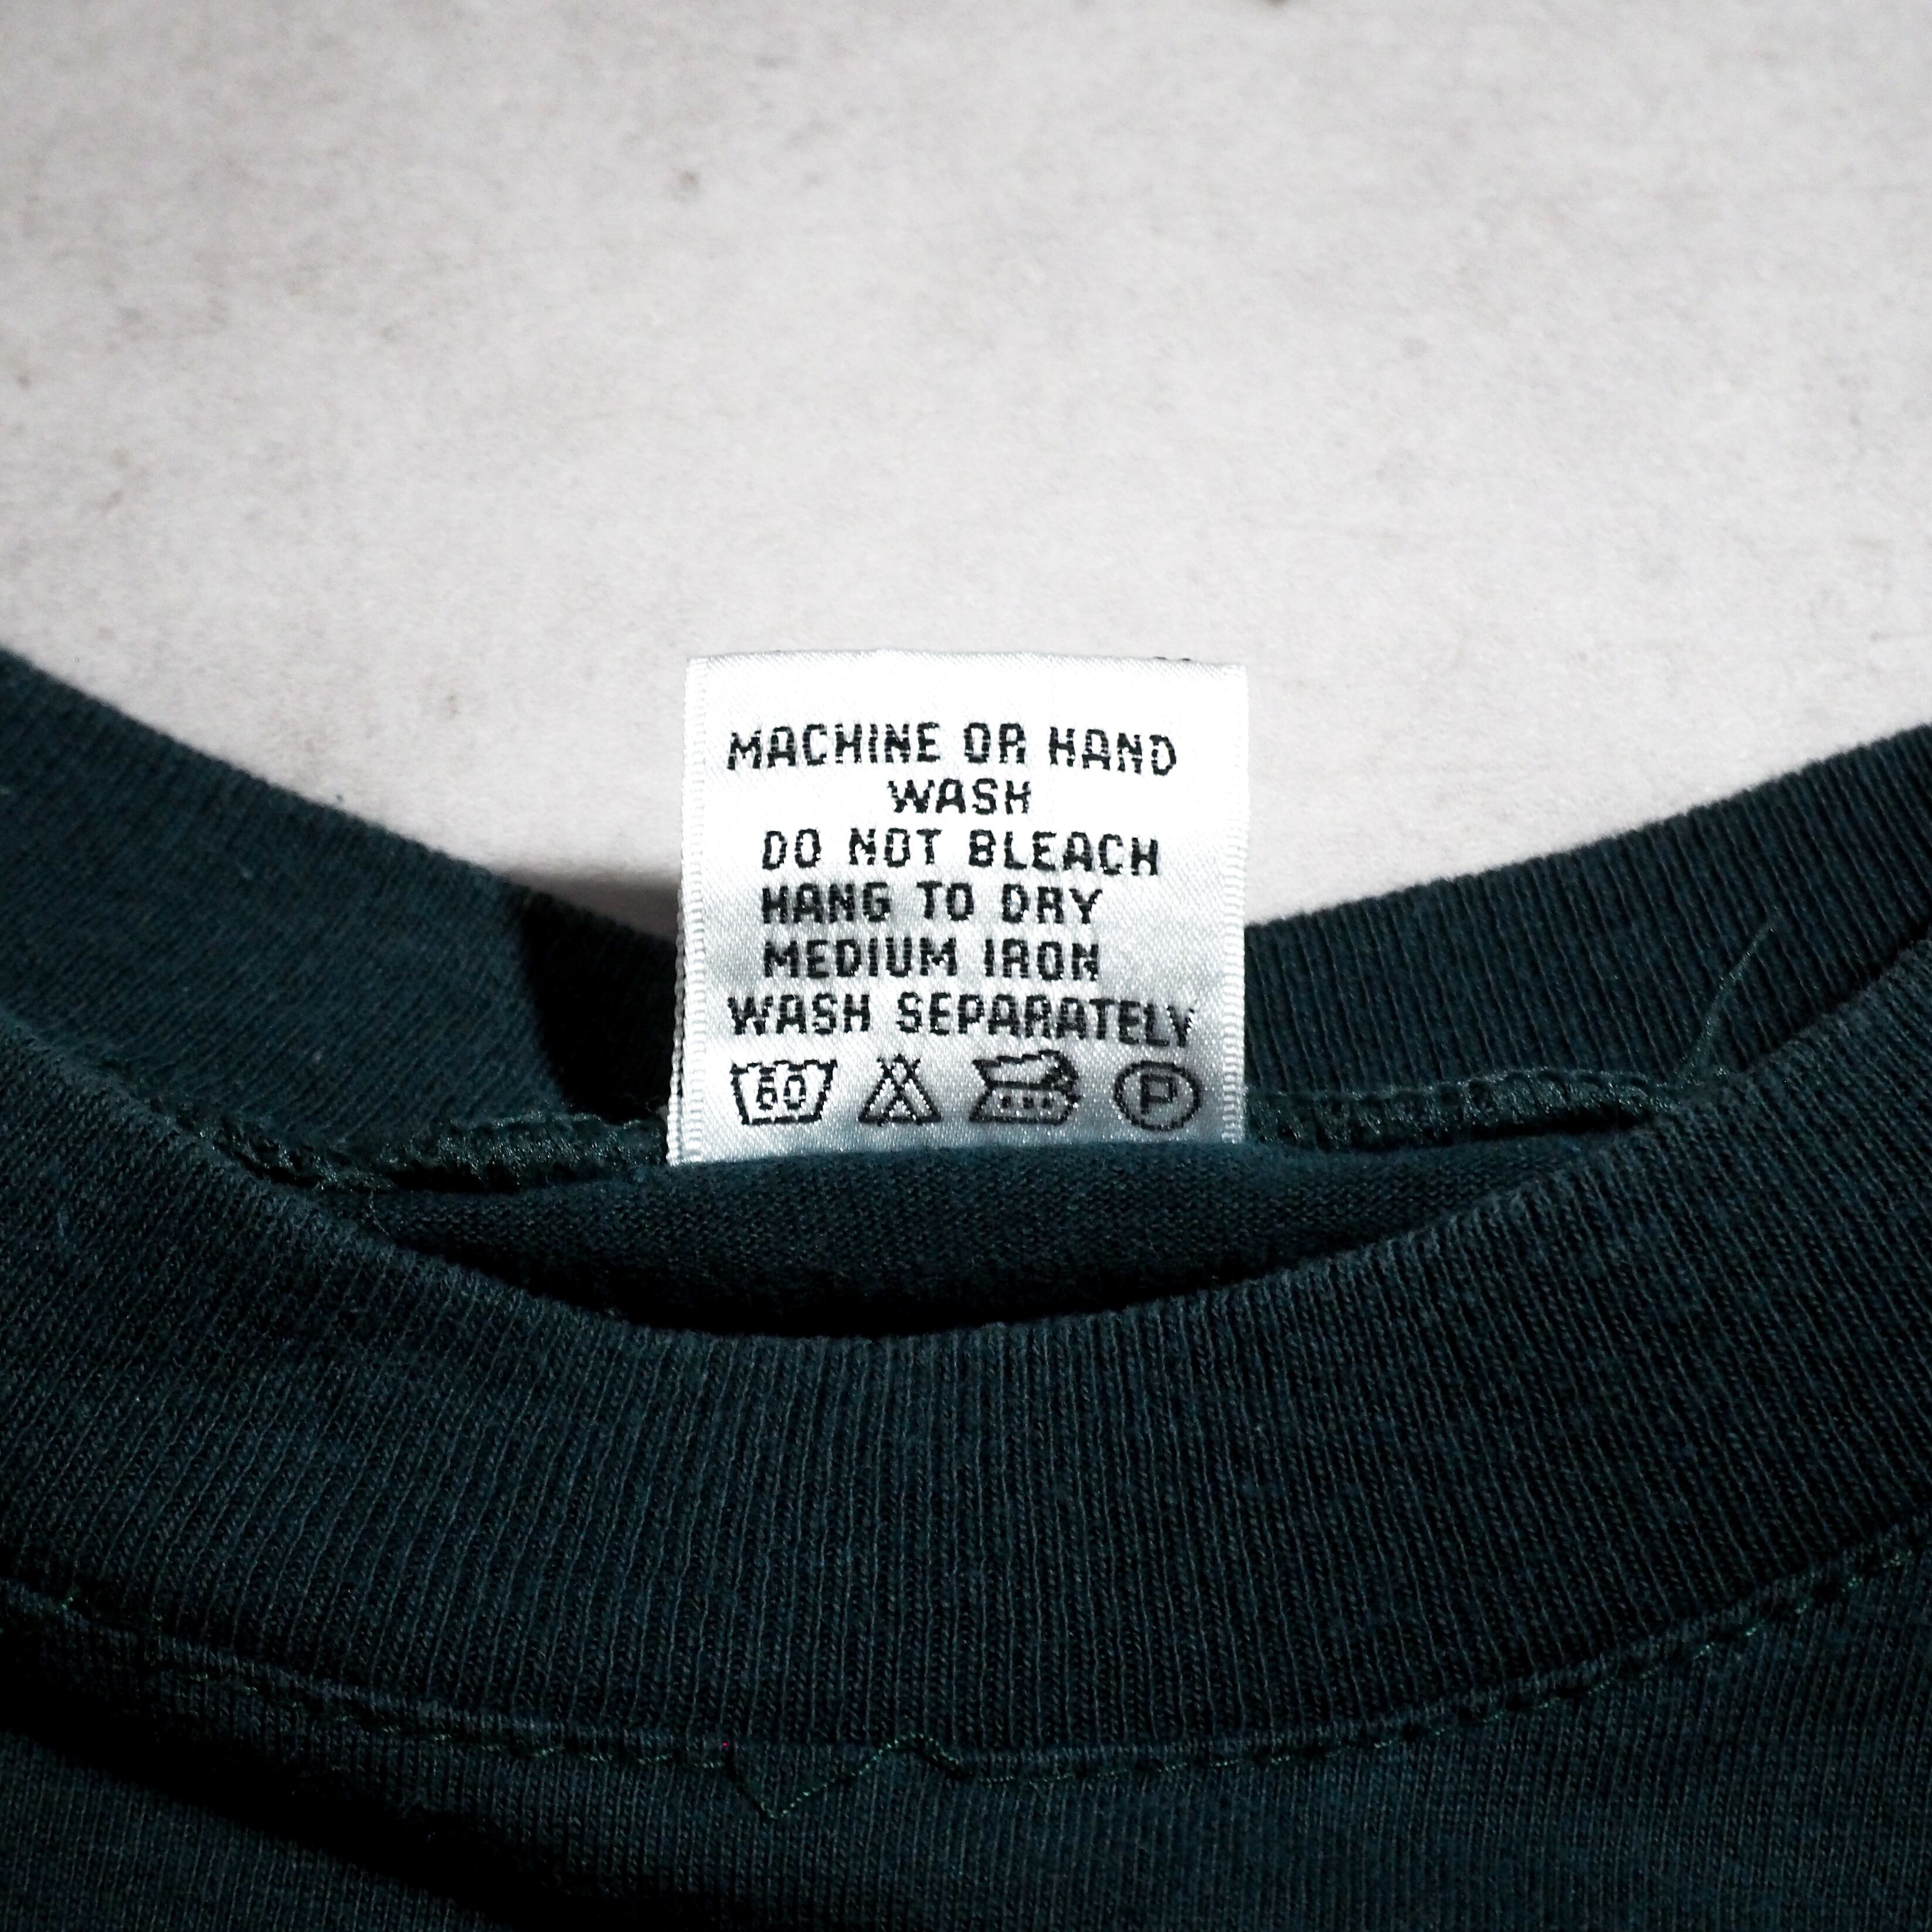 MACHINE OR HAND
WASH
DO NOT BLEACH
HANG TO DRY
MEDIUM IRON
WASH SEPARATELY
60 P